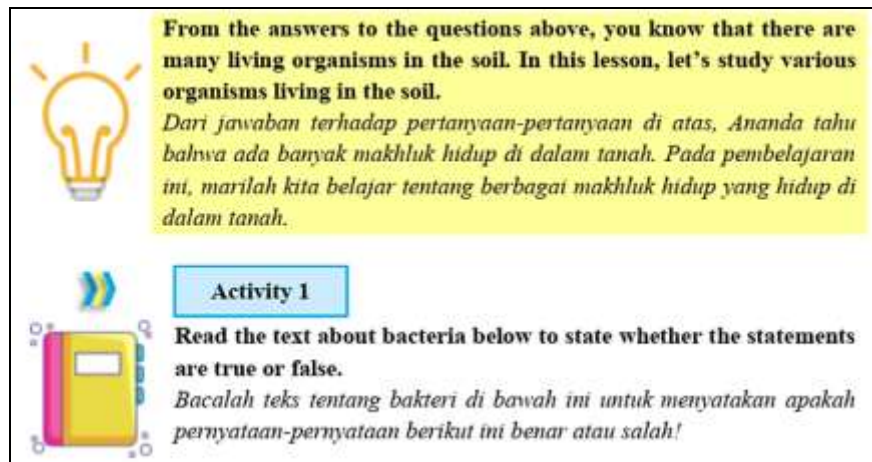 From the answers to the questions above, you know that there are
many living organisms in the soil. In this lesson, let's study various
organisms living in the soil.
Dari jawaban terhadap pertanyaan-pertanyaan di atas, Ananda tahu
bahwa ada banyak makhluk hidup di dalam tanah. Pada pembelajaran
ini, marilah kita belajar tentang berbagai makhluk hidup yang hidup di
dalam tanah.
Activity 1
Read the text about bacteria below to state whether the statements
are true or false.
Bacalah teks tentang bakteri di bawah ini untuk menyatakan apakah
pernyataan-pernyataan berikut ini benar atau salah!